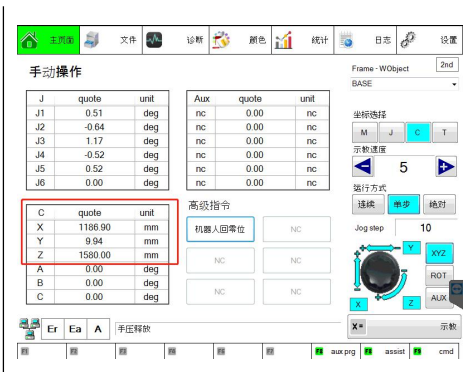 主页面 文件 诊断 颜色 统计 日志 设置
手动操作
Frame - WObject 2nd
BASE
J quote unit Aux quote unit
J1 0.51 deg nc 0.00 nc
J2 -0.64 deg nc 0.00 nc
J3 1.17 deg nc 0.00 nc
J4 -0.52 deg nc 0.00 nc
J5 0.52 deg nc 0.00 nc
J6 0.00 deg nc 0.00 nc
坐标选择
M J C T
示教速度
5
运行方式
连续 单步 绝对
Jog step 10
C quote unit
X 1186.90 mm
Y 9.94 mm
Z 1580.00 mm
A 0.00 deg
B 0.00 deg
C 0.00 deg
高级指令
机器人回零位 NC
NC NC
NC NC
Y XYZ
ROT
X Z AUX
Er Ea A 手压释放 X= 示教
F1 F2 F3 F4 F5 F6 F7 F8 aux prg F9 assist F10 cmd